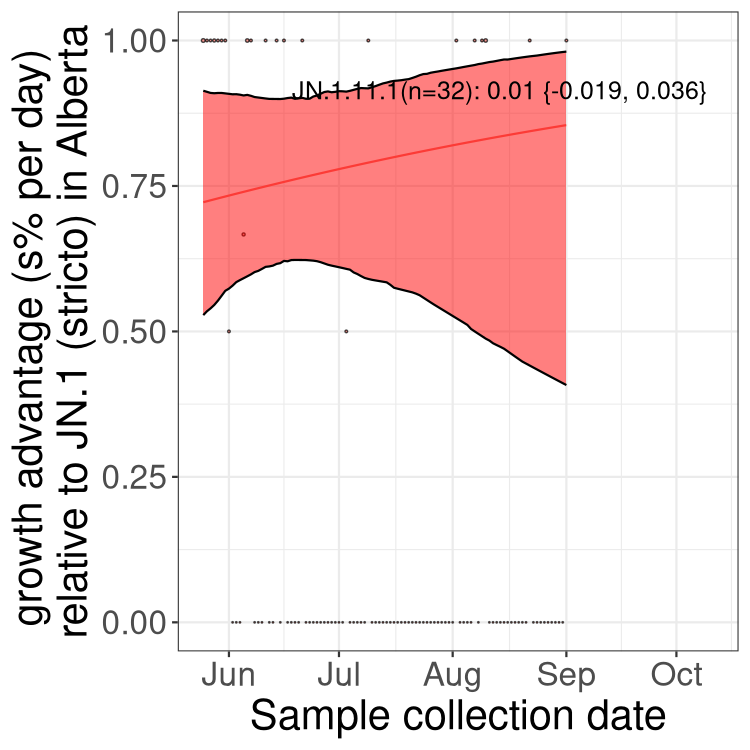 growth advantage (s% per day)
relative to JN.1 (stricto) in Alberta
1.00
0.75
0.50
0.25
0.00
JN.1.11.1(n=32): 0.01 {-0.019, 0.036}
Jun Jul Aug Sep Oct
Sample collection date